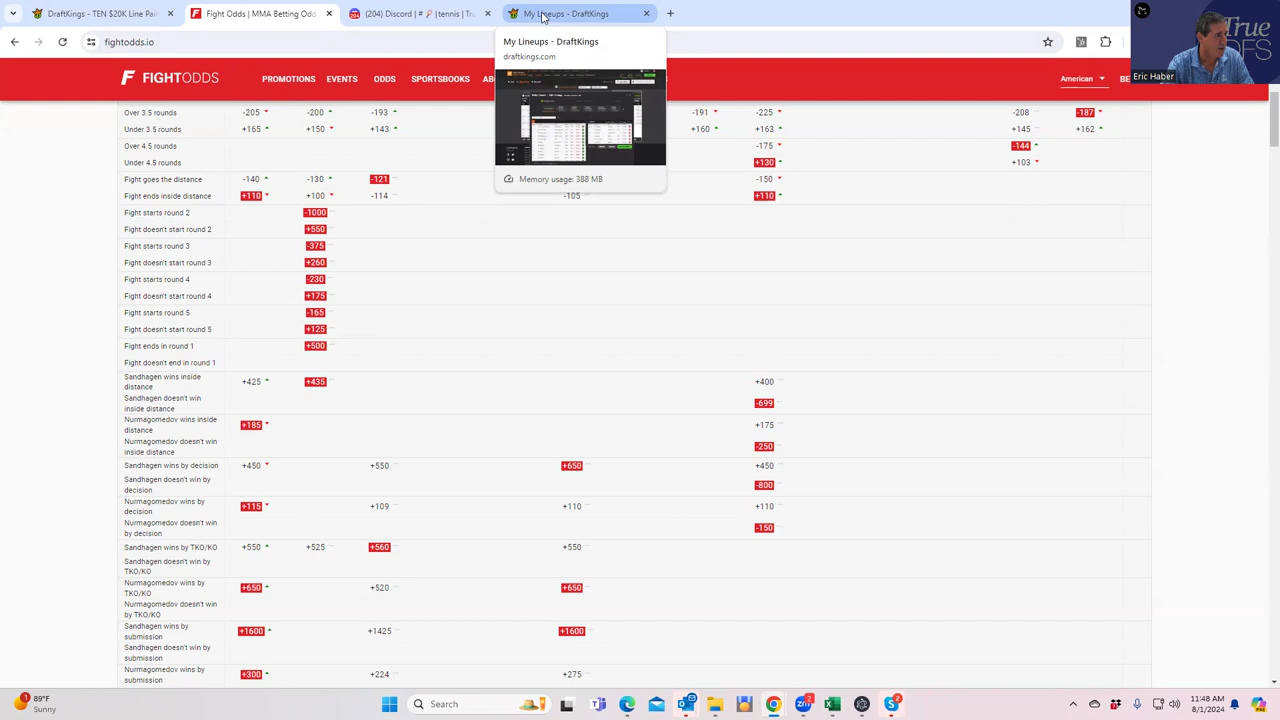 DraftKings - TEN $20K Line Pai
Fight Odds | MMA Betting Odd
(204) Discord | # 🎾 | tennis | Tru
My Lineups - DraftKings
fightodds.io
My Lineups - DraftKings
draftkings.com
Memory usage: 388 MB
FIGHTODDS
PROMOTIONS EVENTS ODDS SPORTSBOOKS
American
Eric Haber
True
DFS
Over 3.5 rounds -205 -200 -192 -191 -225 -205 -187
Under 3.5 rounds +165 +150 +143 +160 +163 +162
Over 4.5 rounds -175 -144
Under 4.5 rounds +130 +103
Fight goes the distance -140 -130 -121 -150
Fight ends inside distance +110 +100 -114 -105 +110
Fight starts round 2 -1000
Fight doesn't start round 2 +550
Fight starts round 3 -375
Fight doesn't start round 3 +260
Fight starts round 4 -230
Fight doesn't start round 4 +175
Fight starts round 5 -165
Fight doesn't start round 5 +125
Fight ends in round 1 +500
Fight doesn't end in round 1
Sandhagen wins inside
distance +425 +435 +400
Sandhagen doesn't win
inside distance -699
Nurmagomedov wins inside
distance +185 +175
Nurmagomedov doesn't win
inside distance -250
Sandhagen wins by decision +450 +550 +650 +450
Sandhagen doesn't win by
decision -800
Nurmagomedov wins by
decision +115 +109 +110 +110
Nurmagomedov doesn't win
by decision -150
Sandhagen wins by TKO/KO +550 +525 +560 +550
Sandhagen doesn't win by
TKO/KO
Nurmagomedov wins by
TKO/KO +650 +520 +650
Nurmagomedov doesn't win
by TKO/KO
Sandhagen wins by
submission +1600 +1425 +1600
Sandhagen doesn't win by
submission
Nurmagomedov wins by
submission +300 +224 +275
89°F
Sunny
Search
11:48 AM
8/1/2024